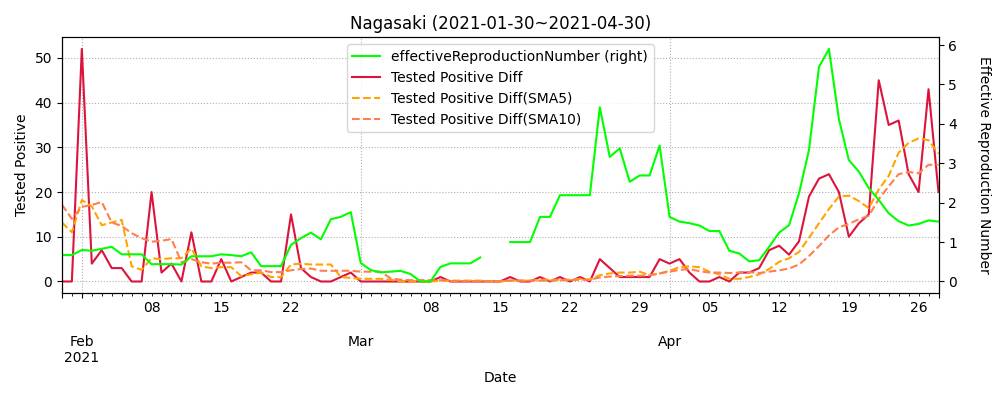 Nagasaki (2021-01-30~2021-04-30)
effectiveReproductionNumber (right)
Tested Positive Diff
Tested Positive Diff(SMA5)
Tested Positive Diff(SMA10)
Tested Positive
50
40
30
20
10
0
Effective Reproduction Number
6
5
4
3
2
1
0
08 15 22 08 15 22 29 05 12 19 26
Feb Mar Apr
2021
Date